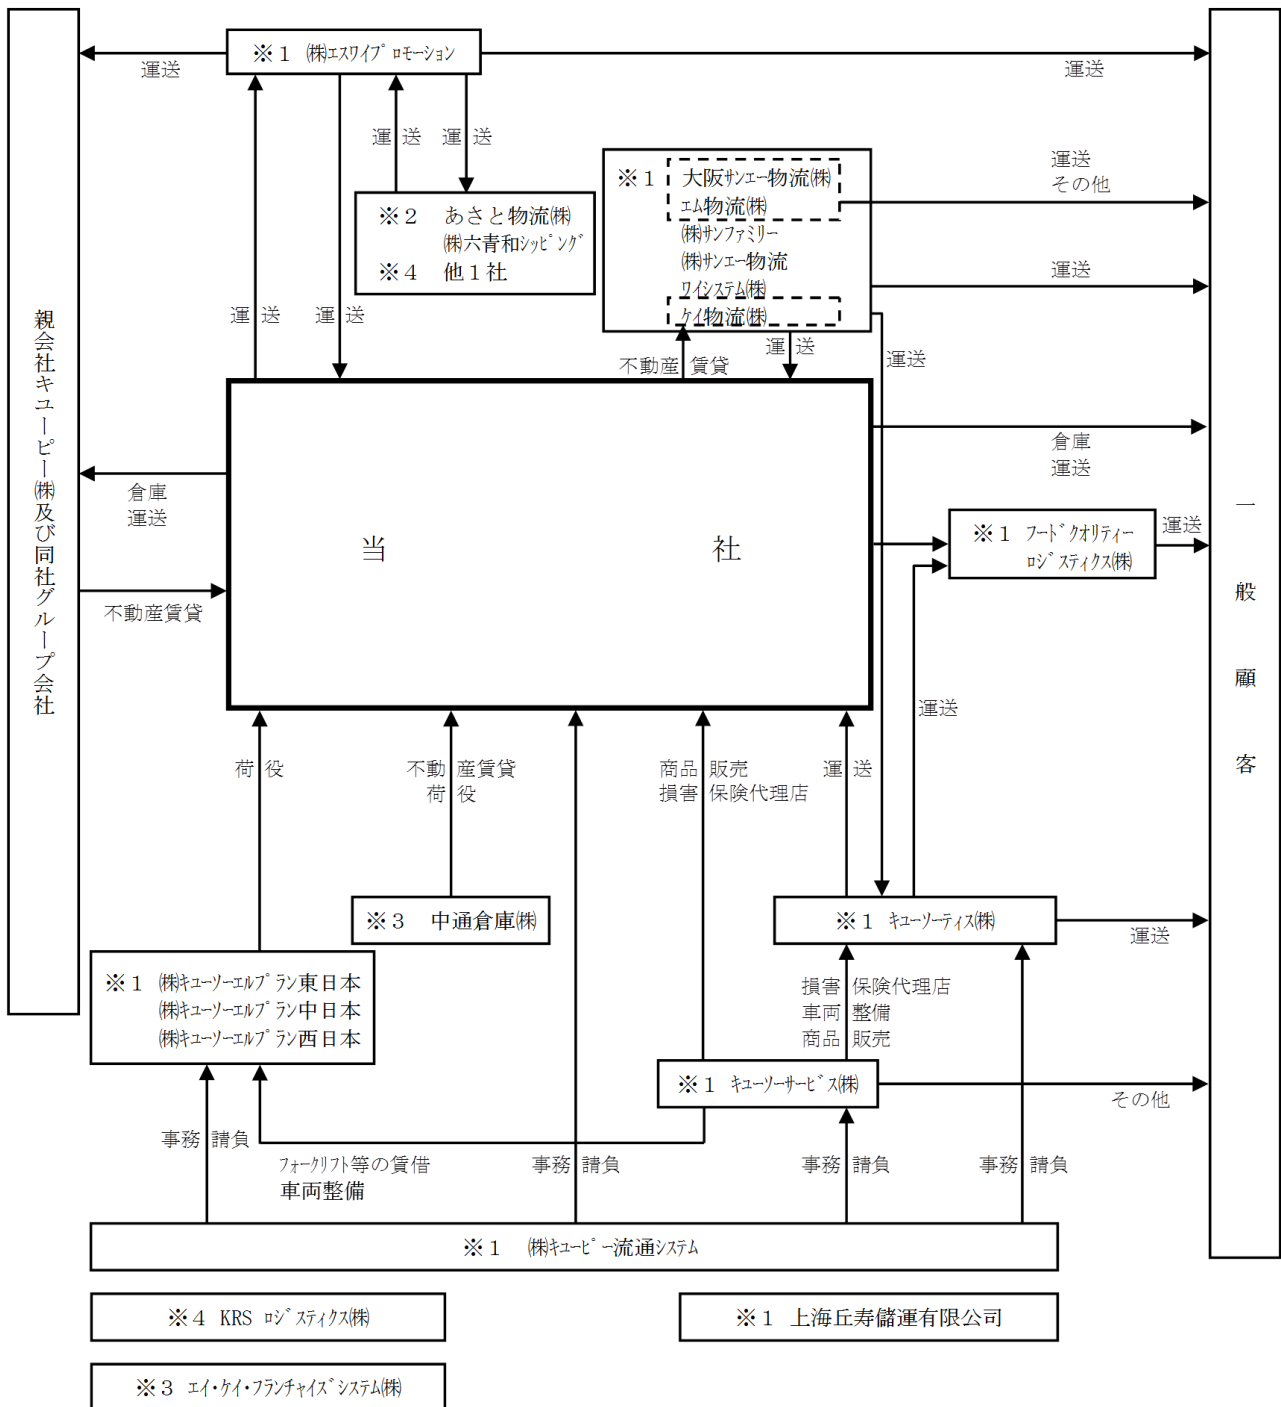 ※１ ㈱エスワイプロモーション
運送
運送
運送
運送
※２ あさと物流㈱
㈱六青和シッピング
※４ 他１社
※１ 大阪サンエー物流㈱
エム物流㈱
㈱サンファミリー
㈱サンエー物流
ワイシステム㈱
ケイ物流㈱
運送
その他
運送
運送
運送
不動産賃貸
運送
運送
親会社キユーピー㈱及び同社グループ会社
一般顧客
当社
倉庫
運送
倉庫
運送
不動産賃貸
※１ フードクオリティー
ロジスティクス㈱
運送
運送
荷役
不動産賃貸
荷役
商品販売
損害保険代理店
運送
※３ 中通倉庫㈱
※１ キューソーティス㈱
運送
※１ ㈱キューソーエルプラン東日本
㈱キューソーエルプラン中日本
㈱キューソーエルプラン西日本
損害保険代理店
車両整備
商品販売
※１ キューソーサービス㈱
その他
事務請負
フォークリフト等の賃借
車両整備
事務請負
事務請負
事務請負
※１ ㈱キユーピー流通システム
※４ KRS ロジスティクス㈱
※１ 上海丘寿儲運有限公司
※３ エイ・ケイ・フランチャイズシステム㈱